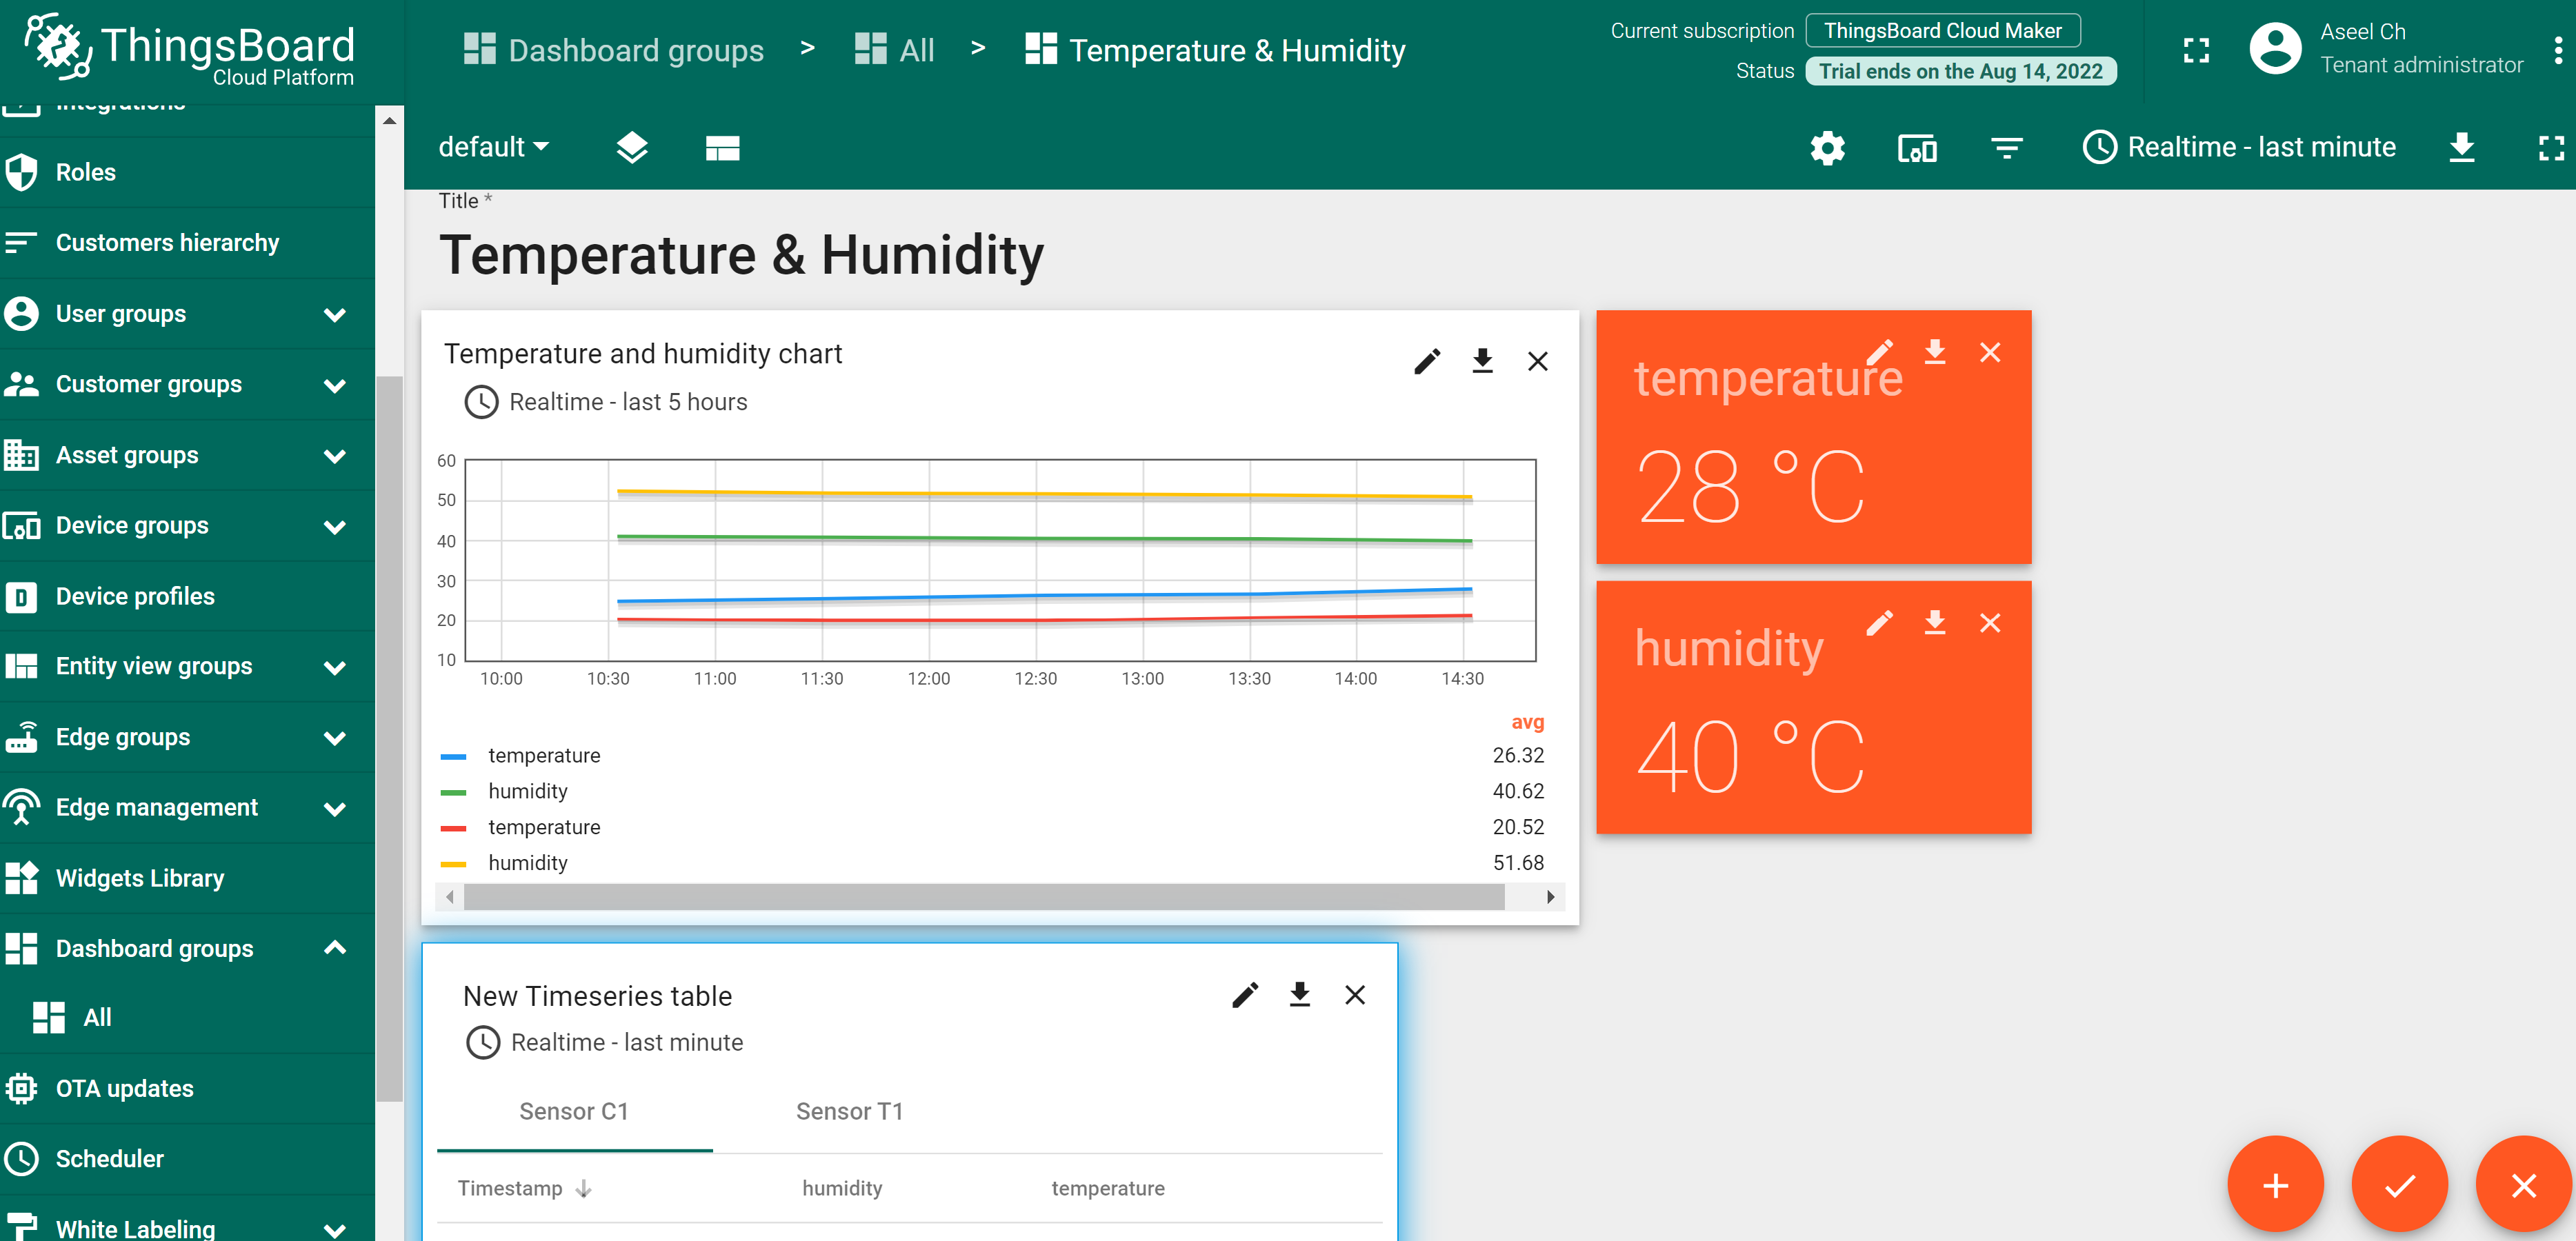 ThingsBoard
Cloud Platform
Dashboard groups > All > Temperature & Humidity
Current subscription ThingsBoard Cloud Maker
Status Trial ends on the Aug 14, 2022
Aseel Ch
Tenant administrator
Integrations
Roles
Customers hierarchy
User groups
Customer groups
Asset groups
Device groups
Device profiles
Entity view groups
Edge groups
Edge management
Widgets Library
Dashboard groups
All
OTA updates
Scheduler
White Labeling
default
Realtime - last minute
Title *
Temperature & Humidity
Temperature and humidity chart
Realtime - last 5 hours
60
50
40
30
20
10
10:00 10:30 11:00 11:30 12:00 12:30 13:00 13:30 14:00 14:30
avg
temperature 26.32
humidity 40.62
temperature 20.52
humidity 51.68
temperature
28 °C
humidity
40 °C
New Timeseries table
Realtime - last minute
Sensor C1 Sensor T1
Timestamp humidity temperature